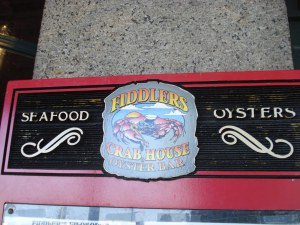 SEAFOOD
FIDDLERS
CRAB HOUSE
OYSTER BAR
OYSTERS